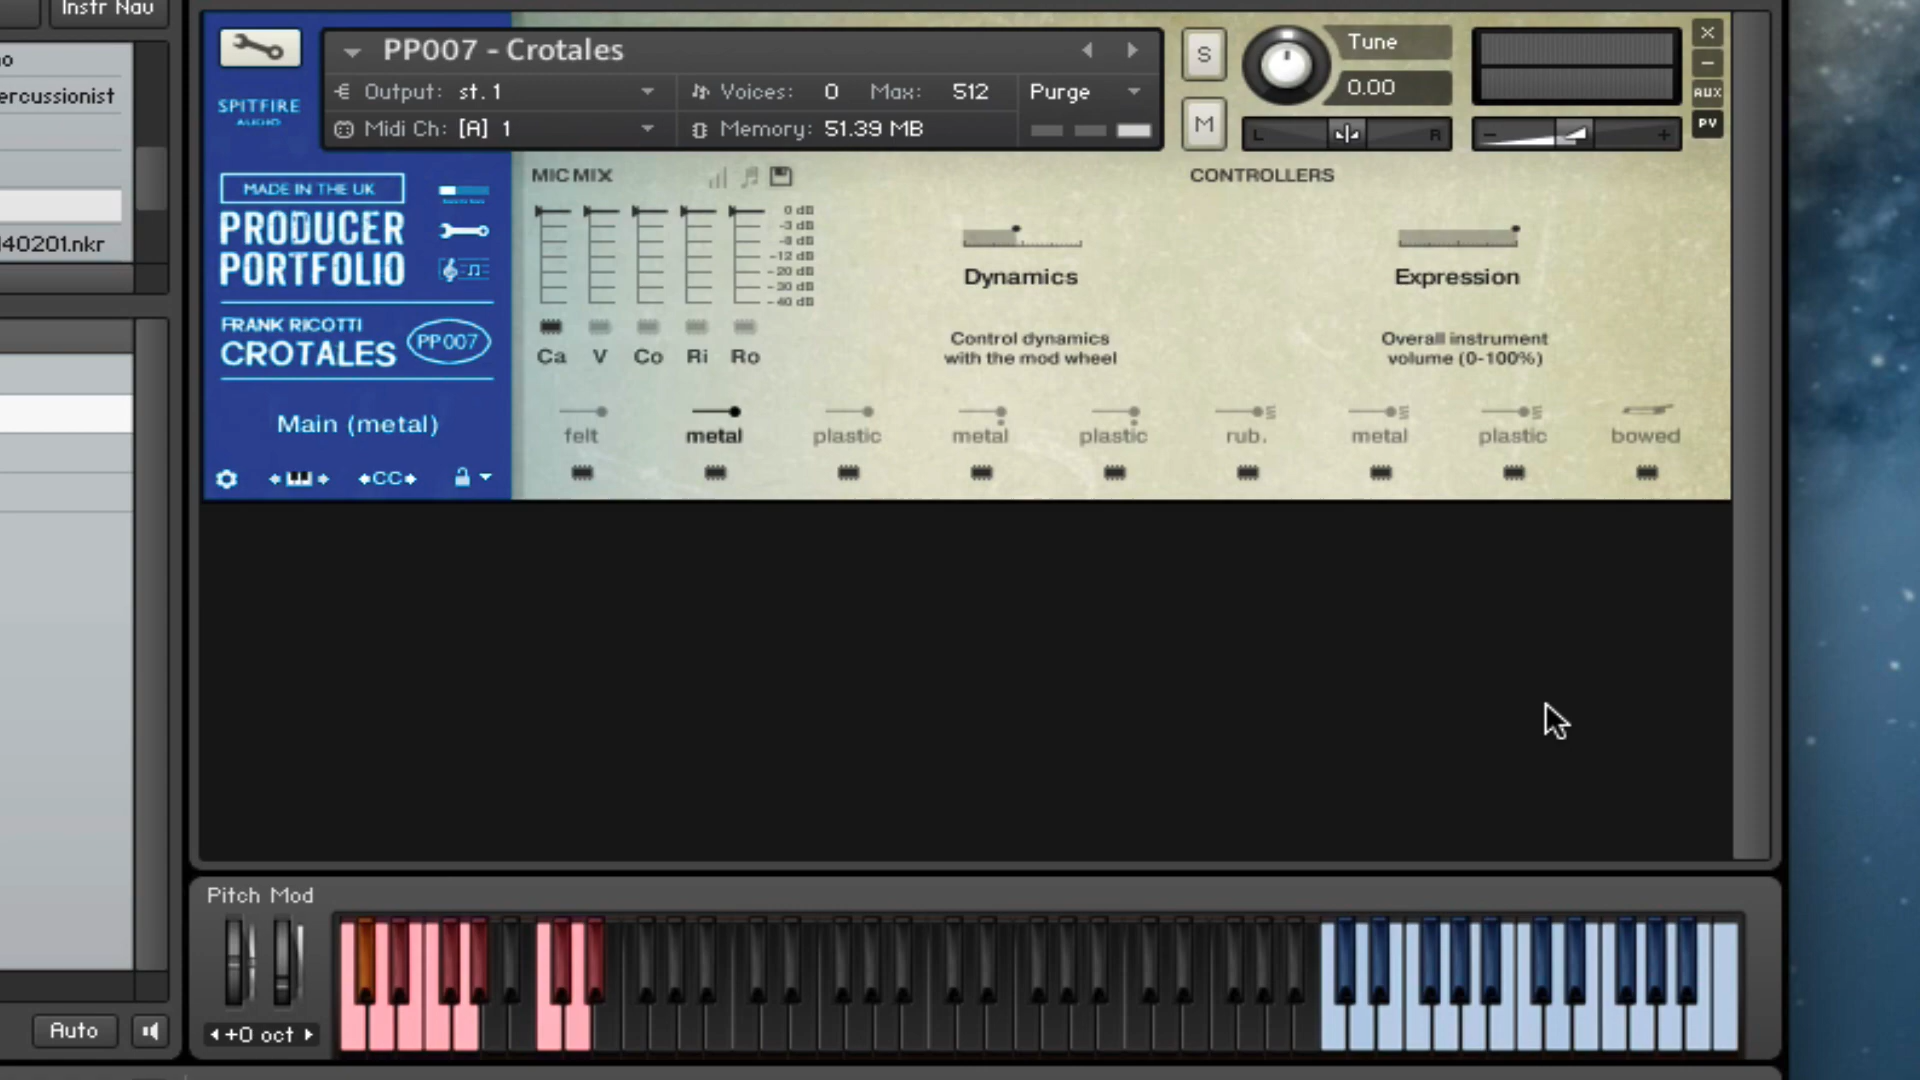 Instr Nav
o
ercussionist
140201.nkr
Auto
SPITFIRE
AUDIO
PP007 - Crotales
Output: st. 1
Voices: 0 Max: 512
Purge
Midi Ch: [A] 1
Memory: 51.39 MB
S
M
Tune
0.00
L R
- +
×
-
AUX
PV
MADE IN THE UK
PRODUCER
PORTFOLIO
FRANK RICOTTI
CROTALES
PP007
Main (metal)
CC
MIC MIX
0 dB
-3 dB
-12 dB
-20 dB
-30 dB
-40 dB
Ca V Co Ri Ro
CONTROLLERS
Dynamics
Control dynamics
with the mod wheel
Expression
Overall instrument
volume (0-100%)
felt metal plastic metal plastic rub. metal plastic bowed
Pitch Mod
+0 oct